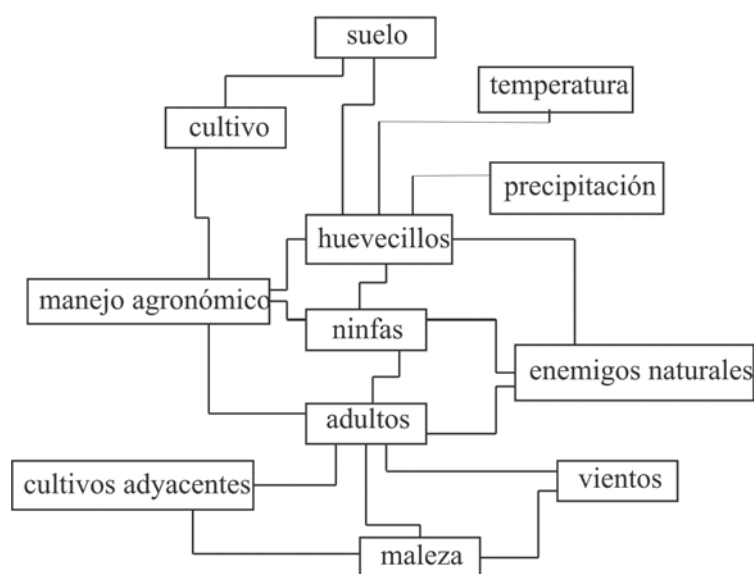 suelo
temperatura
cultivo
precipitación
huevecillos
manejo agronómico
ninfas
enemigos naturales
adultos
cultivos adyacentes
vientos
maleza